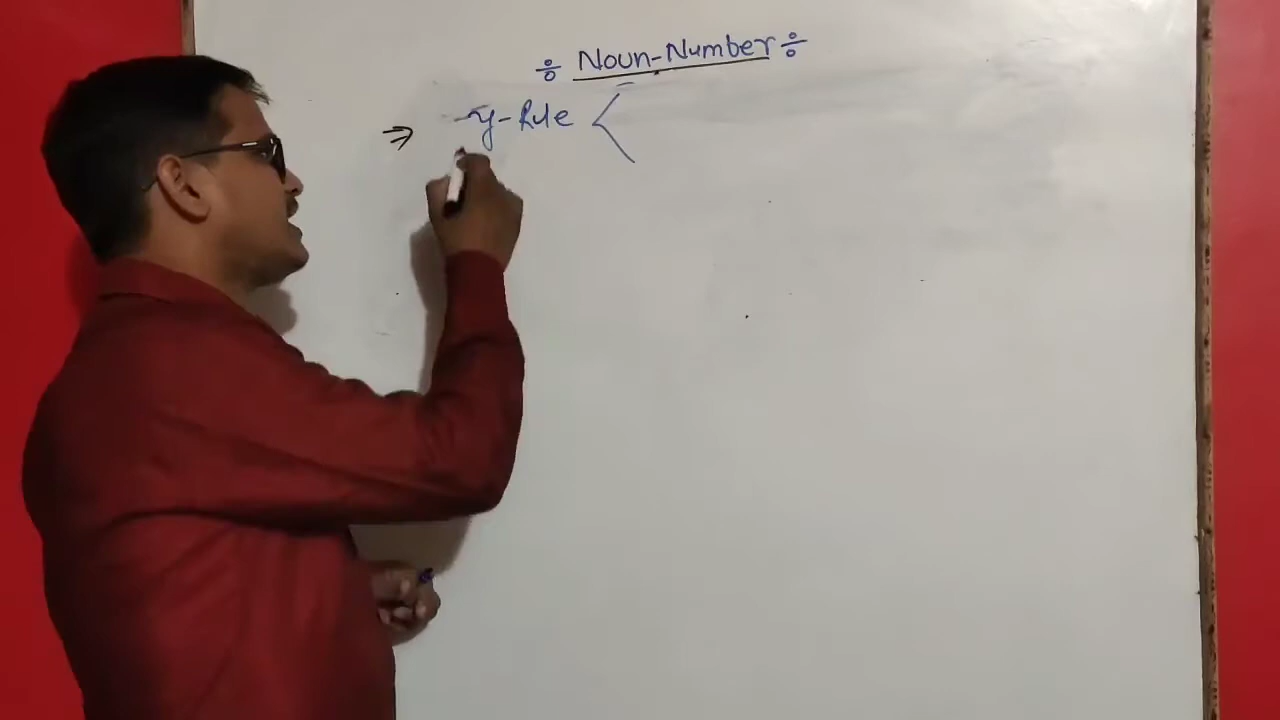 ÷ Noun-Number ÷
⇒ -y-Rule <